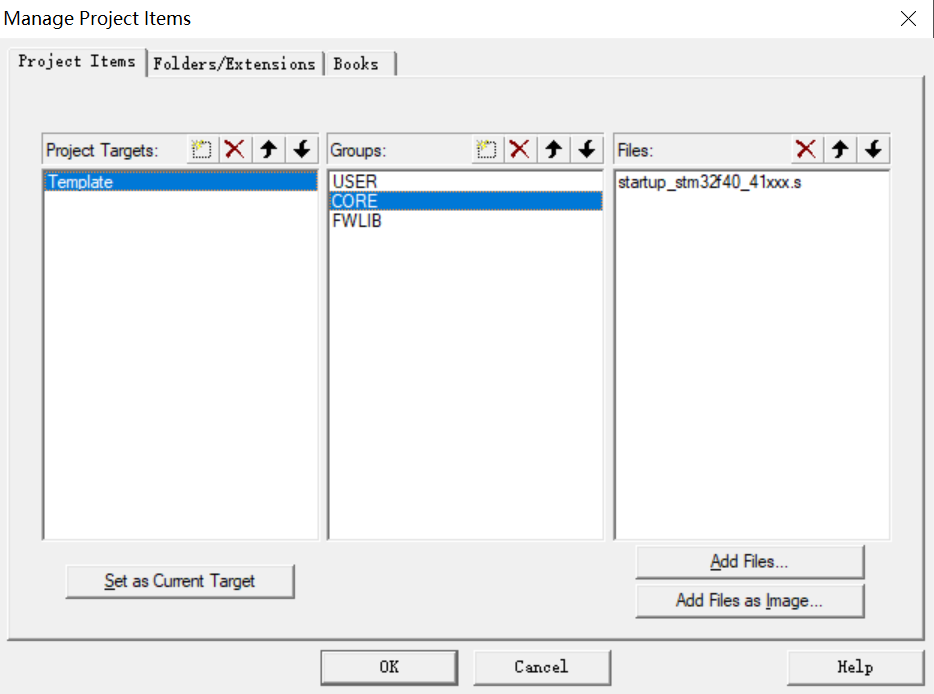 Manage Project Items
Project Items Folders/Extensions Books
Project Targets: Groups: Files:
Template USER startup_stm32f40_41xxx.s
CORE
FWLIB
Add Files...
Set as Current Target
Add Files as Image...
OK Cancel Help